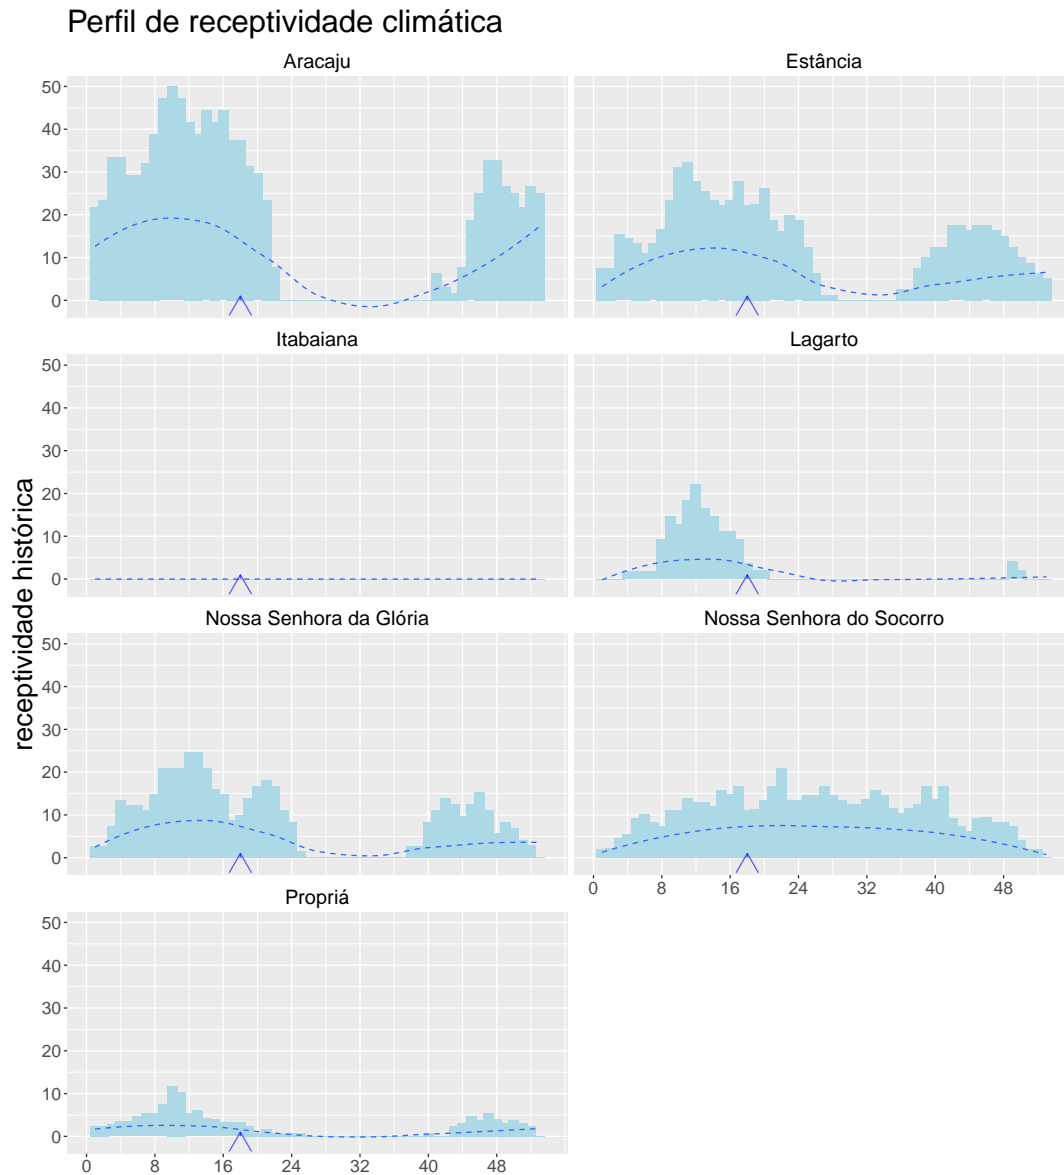 Perfil de receptividade climática
Aracaju
Estância
50
40
30
20
10
0
Itabaiana
Lagarto
50
40
30
20
10
0
receptividade histórica
Nossa Senhora da Glória
Nossa Senhora do Socorro
50
40
30
20
10
0
0 8 16 24 32 40 48
Propriá
50
40
30
20
10
0
0 8 16 24 32 40 48